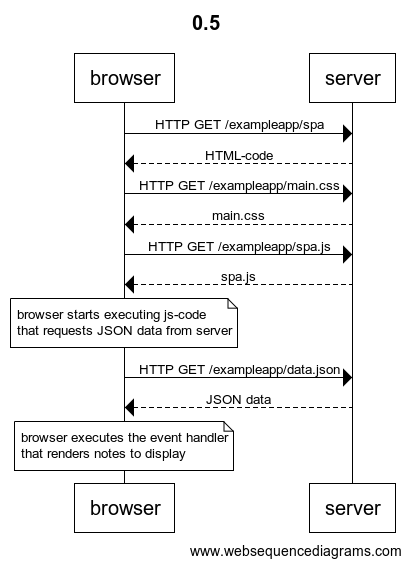 0.5
browser
server
HTTP GET /exampleapp/spa
HTML-code
HTTP GET /exampleapp/main.css
main.css
HTTP GET /exampleapp/spa.js
spa.js
browser starts executing js-code
that requests JSON data from server
HTTP GET /exampleapp/data.json
JSON data
browser executes the event handler
that renders notes to display
browser
server
www.websequencediagrams.com